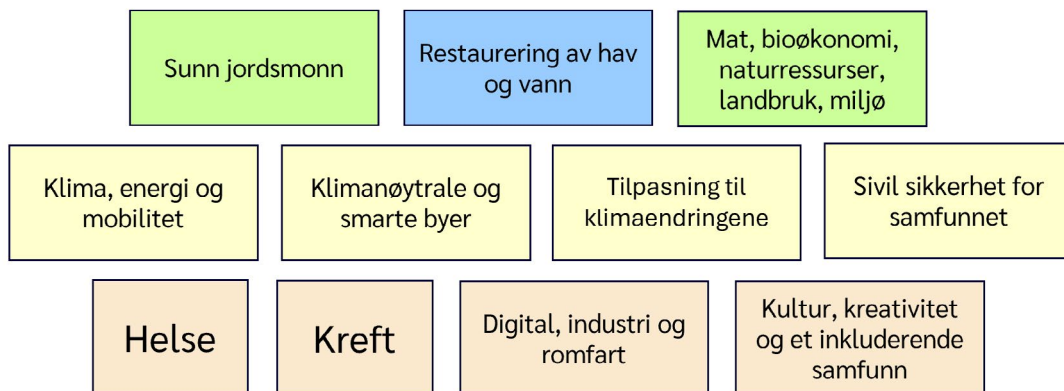 Sunn jordsmonn
Restaurering av hav
og vann
Mat, bioøkonomi,
naturressurser,
landbruk, miljø
Klima, energi og
mobilitet
Klimanøytrale og
smarte byer
Tilpasning til
klimaendringene
Sivil sikkerhet for
samfunnet
Helse
Kreft
Digital, industri og
romfart
Kultur, kreativitet
og et inkluderende
samfunn